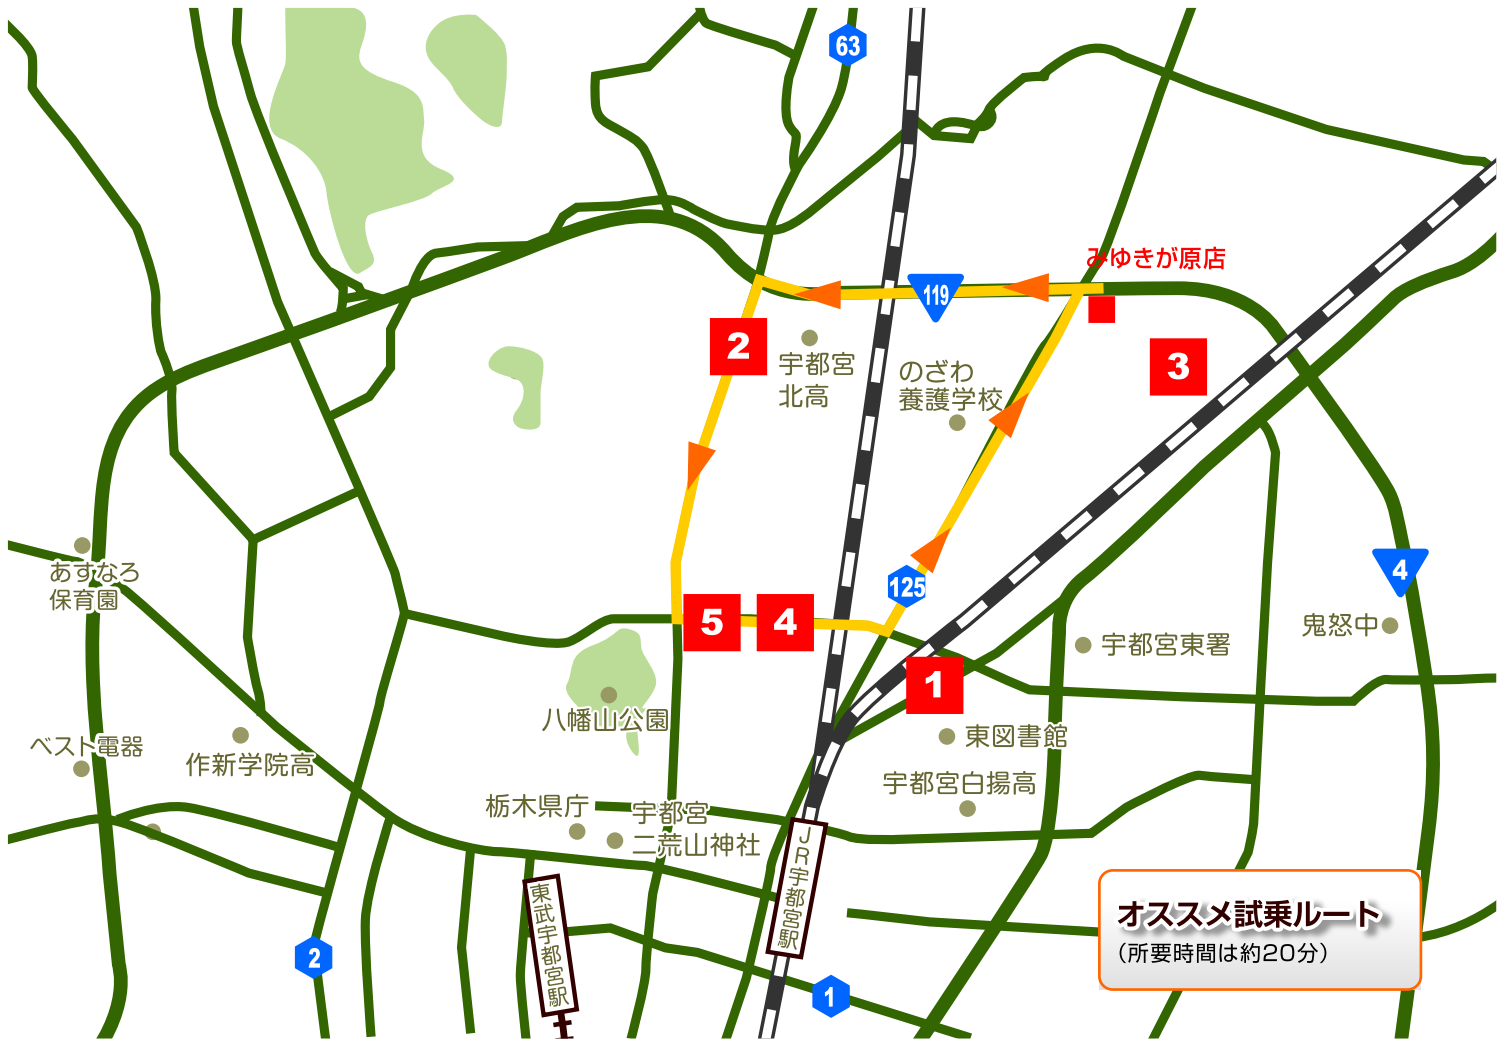 63
みゆきが原店
119
2
宇都宮
北高
のざわ
養護学校
3
125
あすなろ
保育園
4
5
4
鬼怒中
宇都宮東署
1
八幡山公園
東図書館
ベスト電器
作新学院高
宇都宮白揚高
栃木県庁
宇都宮
二荒山神社
JR宇都宮駅
東武宇都宮駅
オススメ試乗ルート
(所要時間は約20分)
2
1